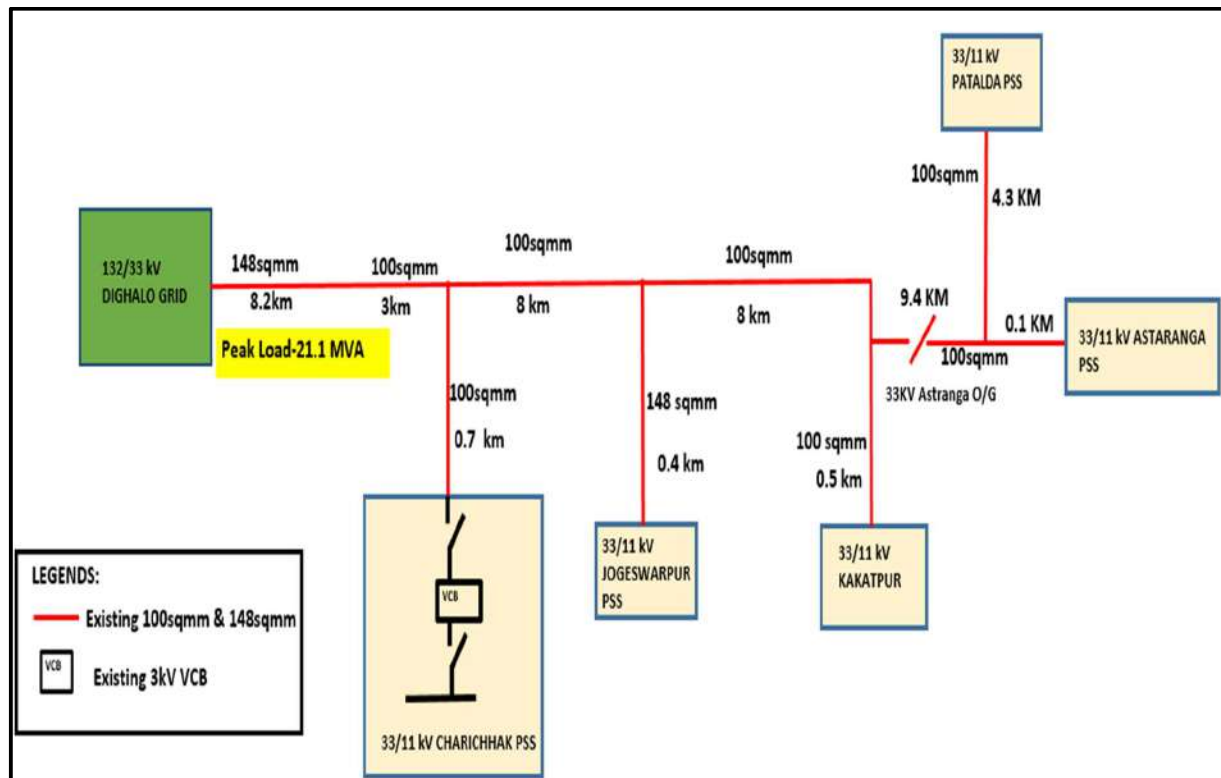 33/11 kV
PATALDA PSS
100sqmm
4.3 KM
132/33 kV
DIGHALO GRID
148sqmm
8.2km
100sqmm
3km
100sqmm
8 km
100sqmm
8 km
Peak Load-21.1 MVA
9.4 KM
100sqmm
33KV Astranga O/G
0.1 KM
33/11 kV ASTARANGA
PSS
100sqmm
0.7 km
148 sqmm
0.4 km
100 sqmm
0.5 km
VCB
33/11 kV CHARICHHAK PSS
33/11 kV
JOGESWARPUR
PSS
33/11 kV
KAKATPUR
LEGENDS:
Existing 100sqmm & 148sqmm
VCB
Existing 3kV VCB